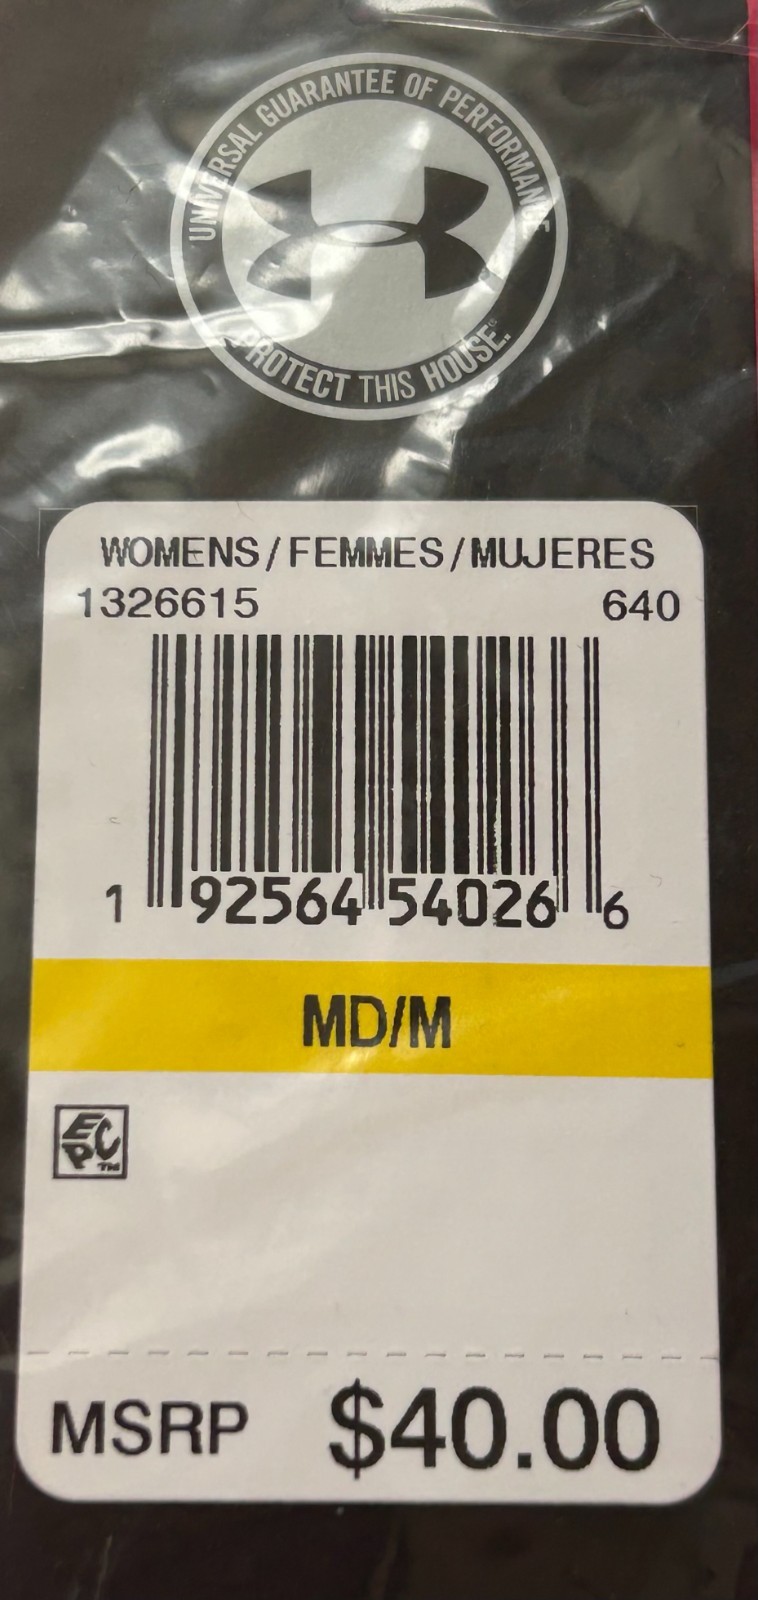 UNIVERSAL GUARANTEE OF PERFORMANCE
PROTECT THIS HOUSE.®
WOMENS/FEMMES/MUJERES
1326615 640
1 92564 54026 6
MD/M
EPC™
MSRP $40.00